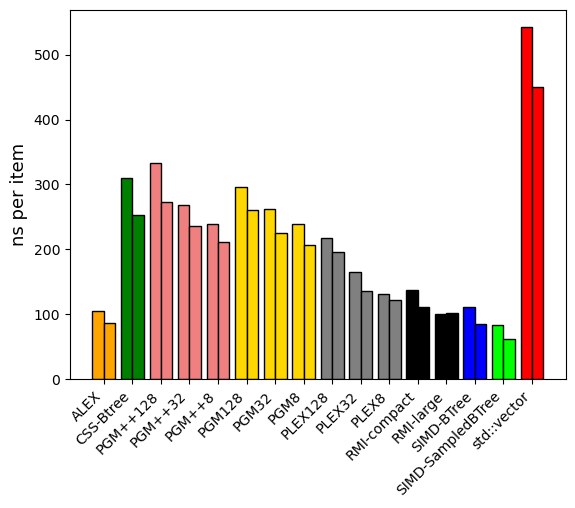 500
400
300
200
100
0
ns per item
ALEX
CSS-Btree
PGM++128
PGM++32
PGM++8
PGM128
PGM32
PGM8
PLEX128
PLEX32
PLEX8
RMI-compact
RMI-large
SIMD-BTree
SIMD-SampledBTree
std::vector